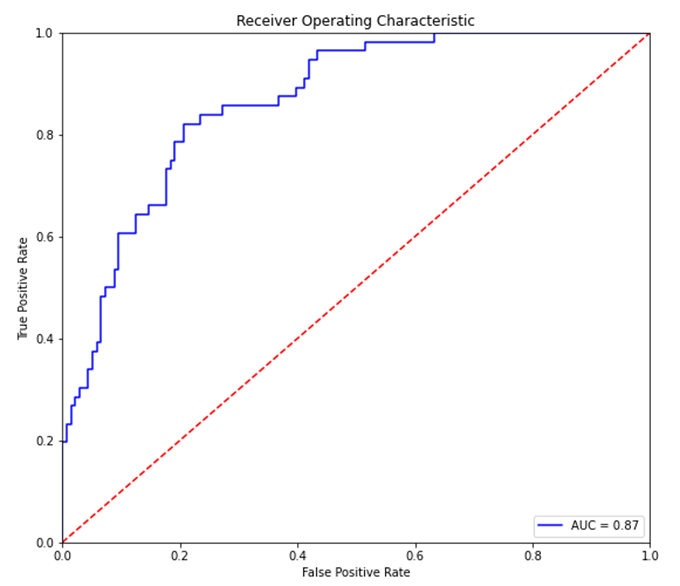 Receiver Operating Characteristic
1.0
0.8
0.6
0.4
0.2
0.0
True Positive Rate
AUC = 0.87
0.0 0.2 0.4 0.6 0.8 1.0
False Positive Rate